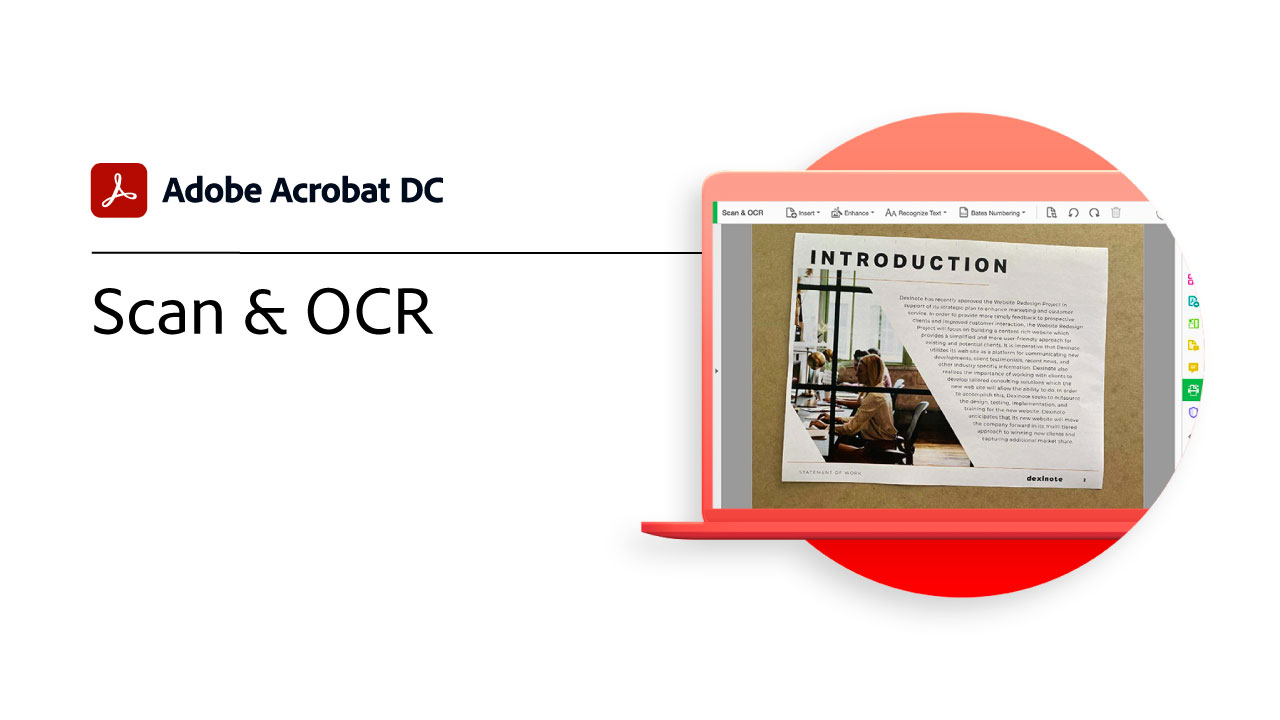 Adobe Acrobat DC
Scan & OCR
Scan & OCR
Insert
Enhance
Recognize Text
Bates Numbering
INTRODUCTION
Dexinote has recently approved the Website Redesign Project in
support of its strategic plan to enhance marketing and customer
service. In order to provide more timely feedback to prospective
clients and improved customer interaction, the Website Redesign
Project will focus on building a content rich website which
provides a simplified and more user-friendly approach for
existing and potential clients. It is imperative that Dexinote
utilizes its web site as a platform for communicating new
developments, client testimonials, recent news, and
other industry specific information. Dexinote also
realizes the importance of working with clients to
develop tailored consulting solutions which the
new web site will allow the ability to do. In order
to accomplish this, Dexinote seeks to outsource
the design, testing, implementation, and
training for the new website. Dexinote
anticipates that its new website will move
the company forward in its multi-tiered
approach to winning new clients and
capturing additional market share.
STATEMENT OF WORK
dexinote